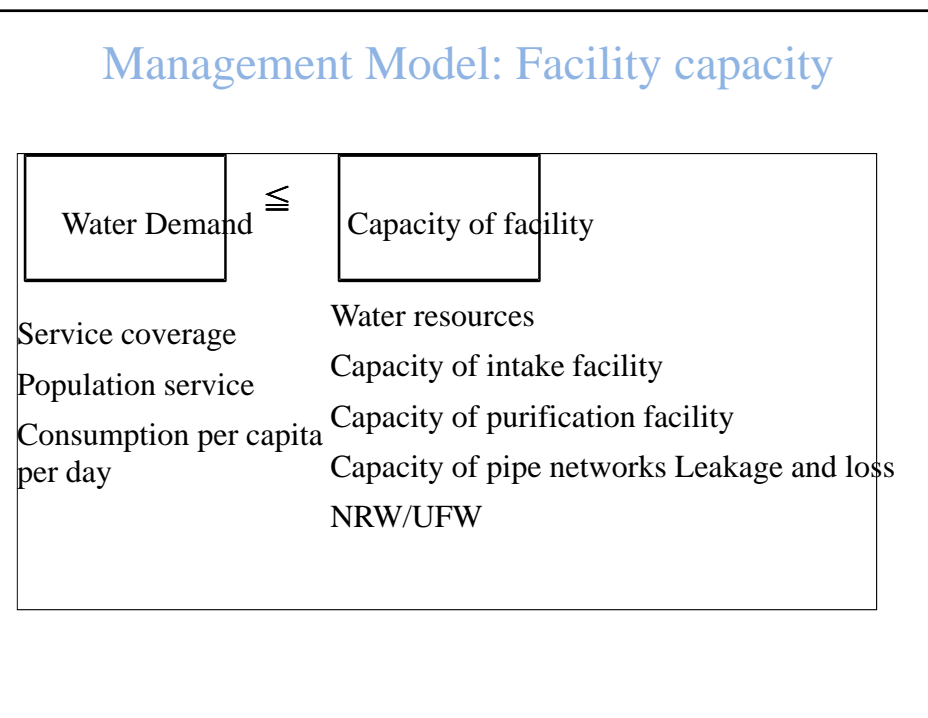 Management Model: Facility capacity
Water Demand
≦
Capacity of facility
Service coverage
Population service
Consumption per capita
per day
Water resources
Capacity of intake facility
Capacity of purification facility
Capacity of pipe networks Leakage and loss
NRW/UFW